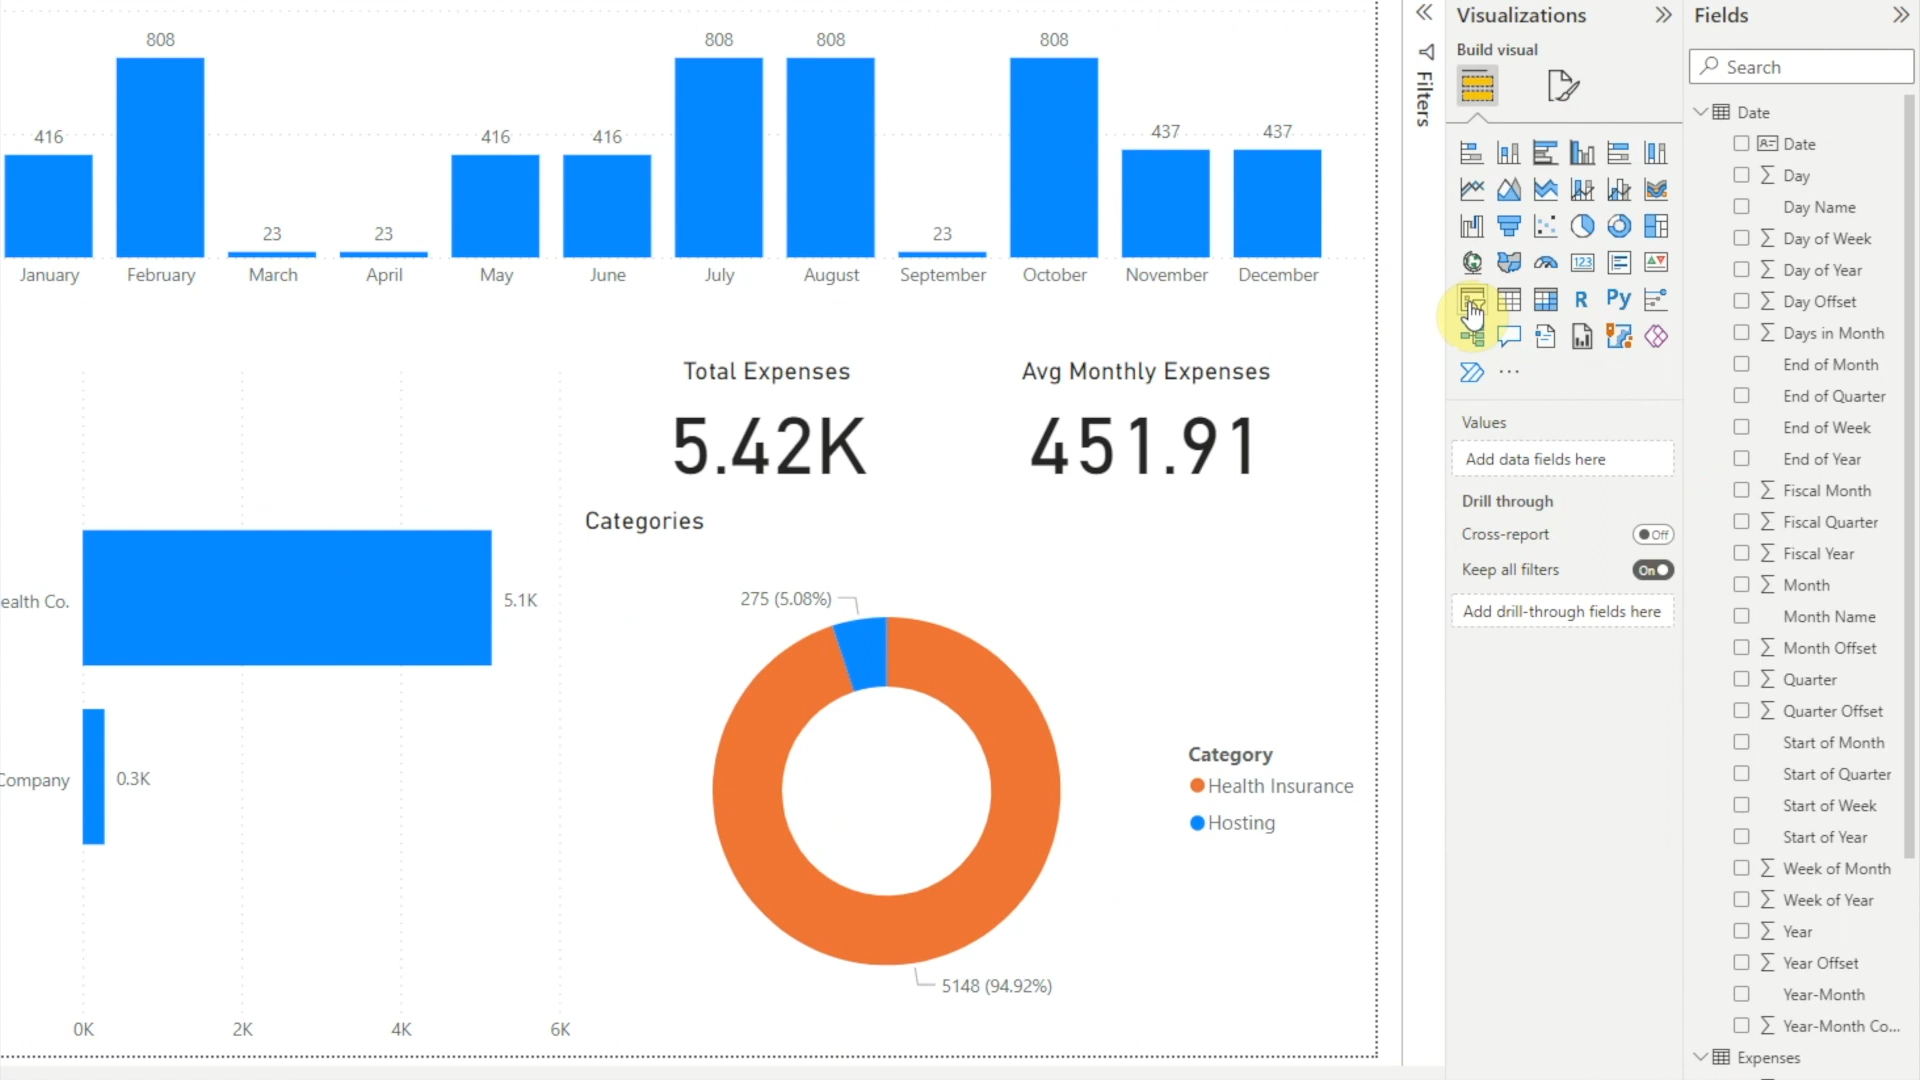 808
808
808
808
416
416
416
437
437
23
23
23
January
February
March
April
May
June
July
August
September
October
November
December
Total Expenses
5.42K
Avg Monthly Expenses
451.91
ealth Co.
5.1K
Company
0.3K
0K
2K
4K
6K
Categories
275 (5.08%)
5148 (94.92%)
Category
Health Insurance
Hosting
Filters
Visualizations
Build visual
123
R
Py
...
Values
Add data fields here
Drill through
Cross-report
Off
Keep all filters
On
Add drill-through fields here
Fields
Search
Date
Date
Day
Day Name
Day of Week
Day of Year
Day Offset
Days in Month
End of Month
End of Quarter
End of Week
End of Year
Fiscal Month
Fiscal Quarter
Fiscal Year
Month
Month Name
Month Offset
Quarter
Quarter Offset
Start of Month
Start of Quarter
Start of Week
Start of Year
Week of Month
Week of Year
Year
Year Offset
Year-Month
Year-Month Co...
Expenses